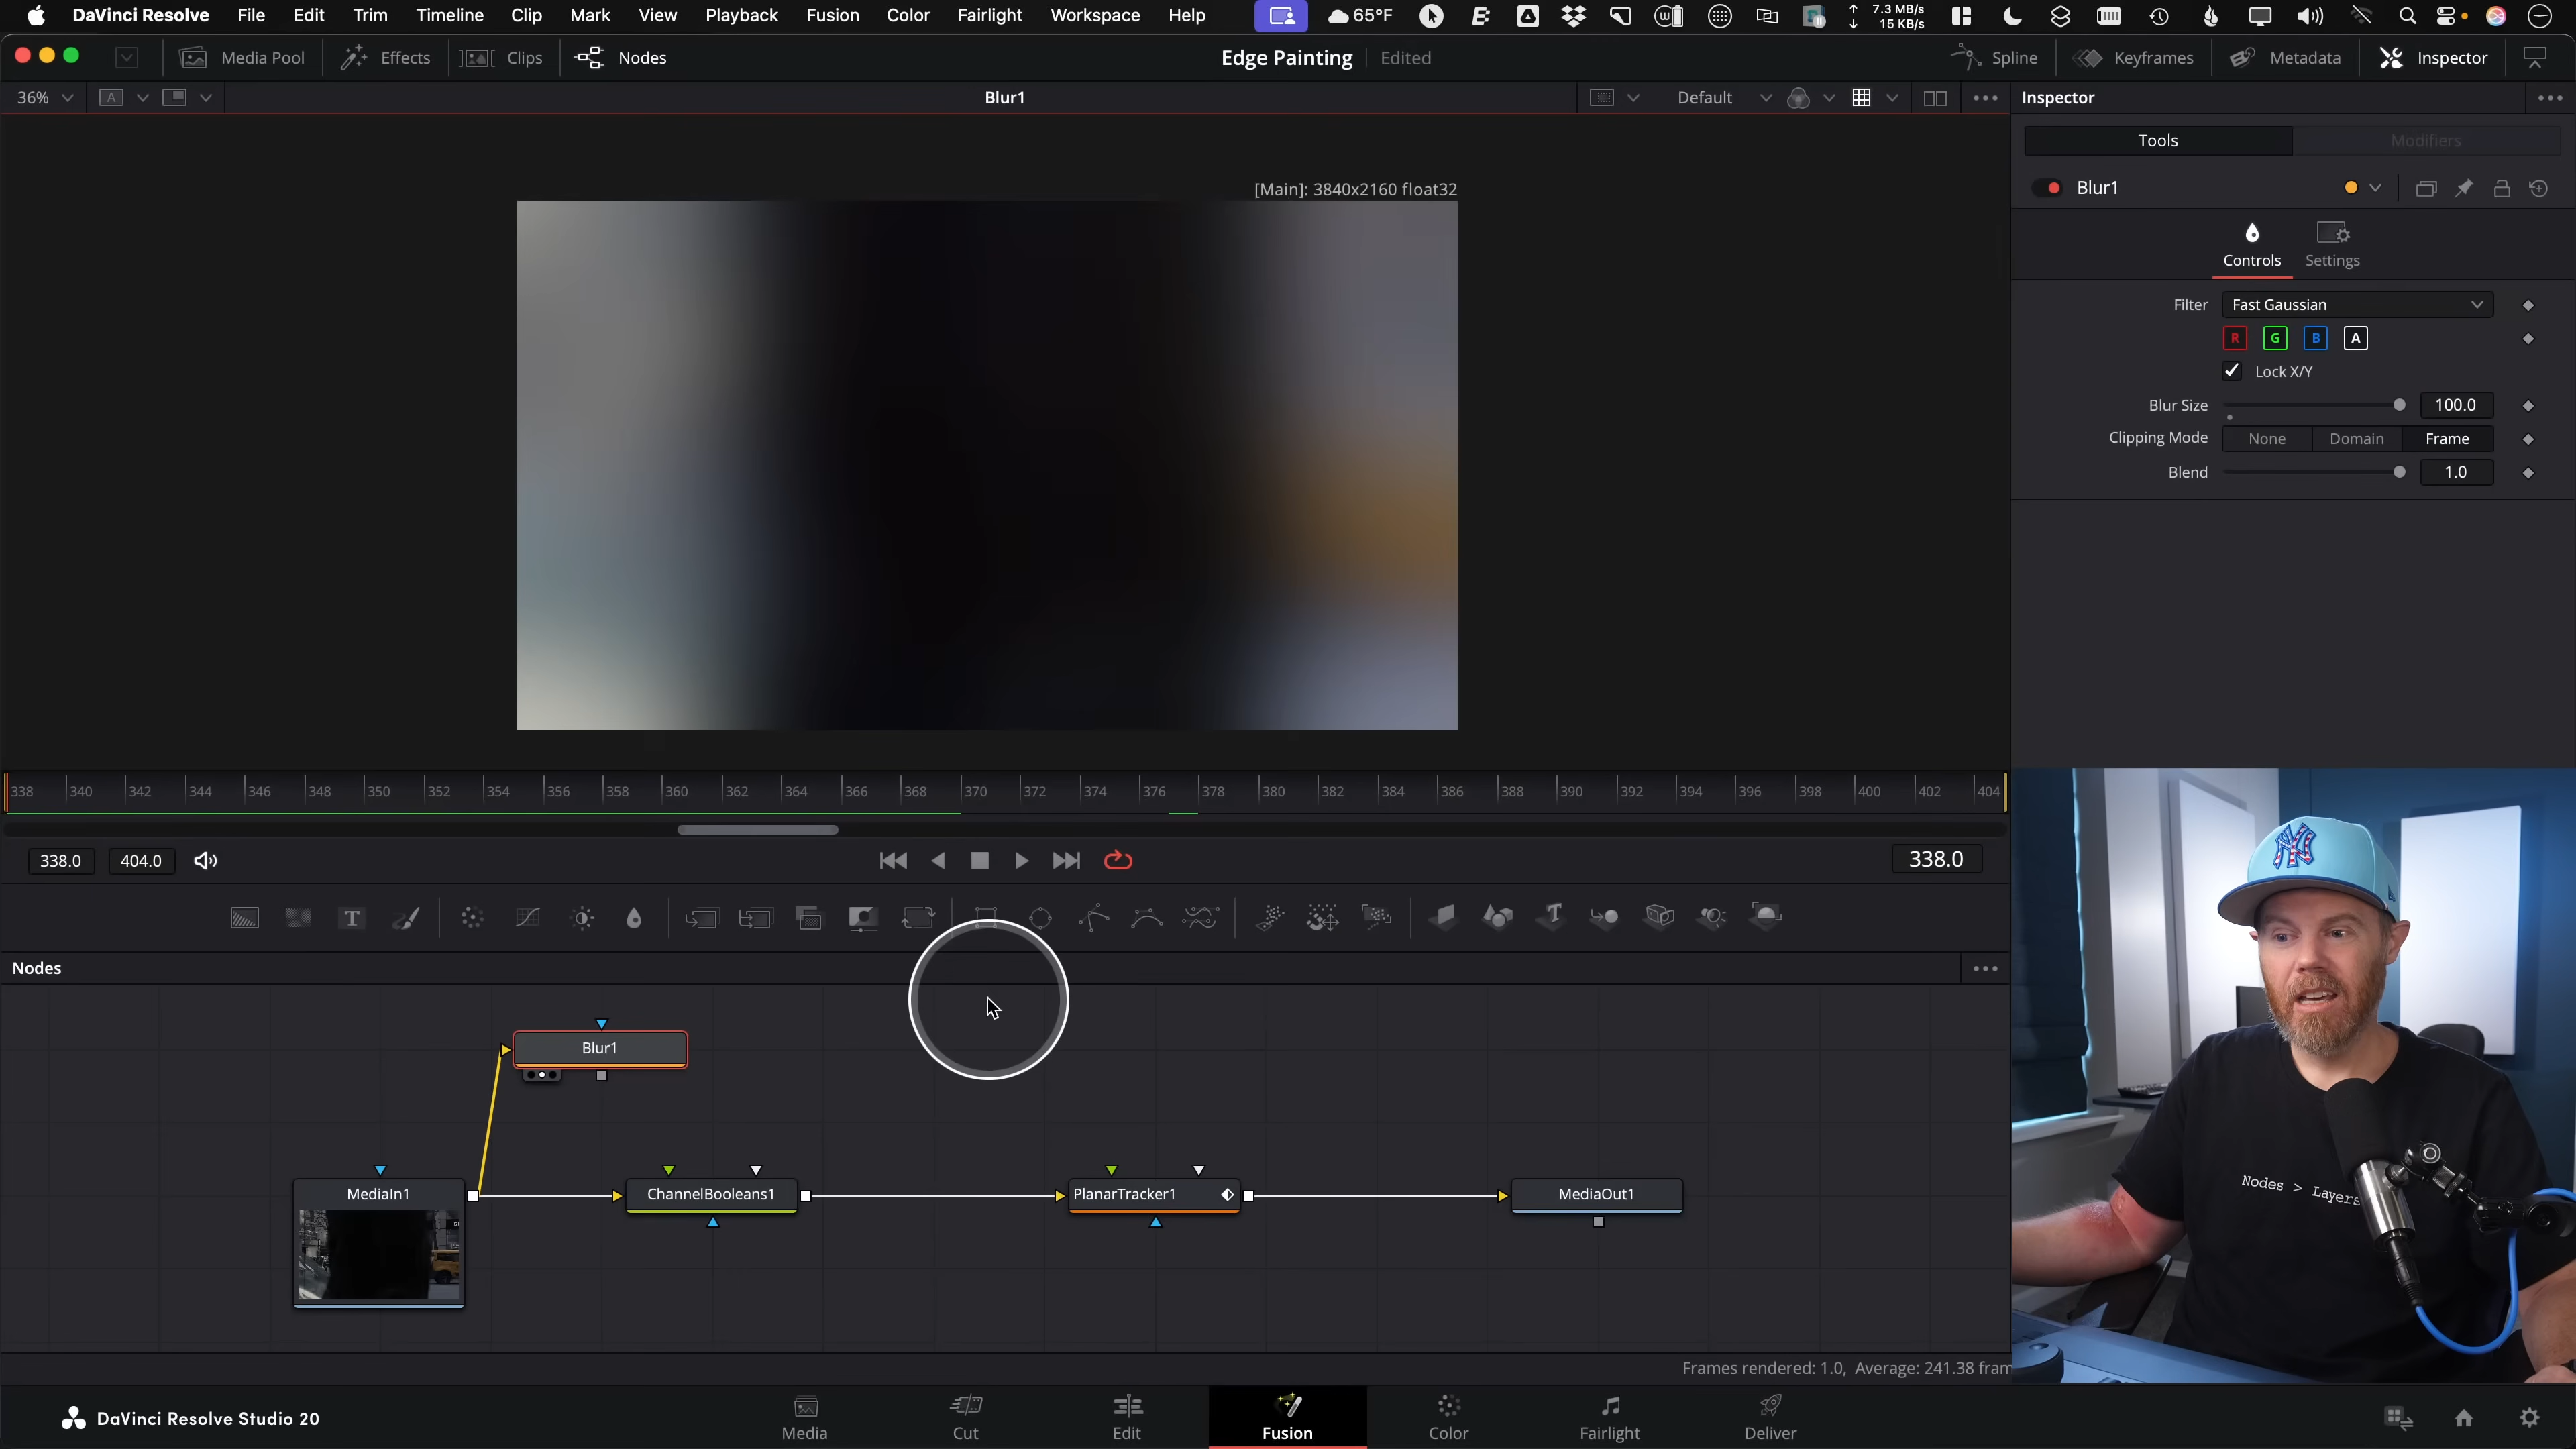 DaVinci Resolve File Edit Trim Timeline Clip Mark View Playback Fusion Color Fairlight Workspace Help 65°F 7.3 MB/s
15 KB/s
Media Pool Effects Clips Nodes Edge Painting Edited Spline Keyframes Metadata Inspector
36% A Blur1 Default Inspector
Tools Modifiers
[Main]: 3840x2160 float32
Blur1
Controls Settings
Filter Fast Gaussian
R G B A
Lock X/Y
Blur Size 100.0
Clipping Mode None Domain Frame
Blend 1.0
338 340 342 344 346 348 350 352 354 356 358 360 362 364 366 368 370 372 374 376 378 380 382 384 386 388 390 392 394 396 398 400 402 404
338.0 404.0 338.0
T T
Nodes
Blur1
MediaIn1 ChannelBooleans1 PlanarTracker1 MediaOut1
NY
Nodes > Layers
Frames rendered: 1.0, Average: 241.38 fram
DaVinci Resolve Studio 20 Media Cut Edit Fusion Color Fairlight Deliver